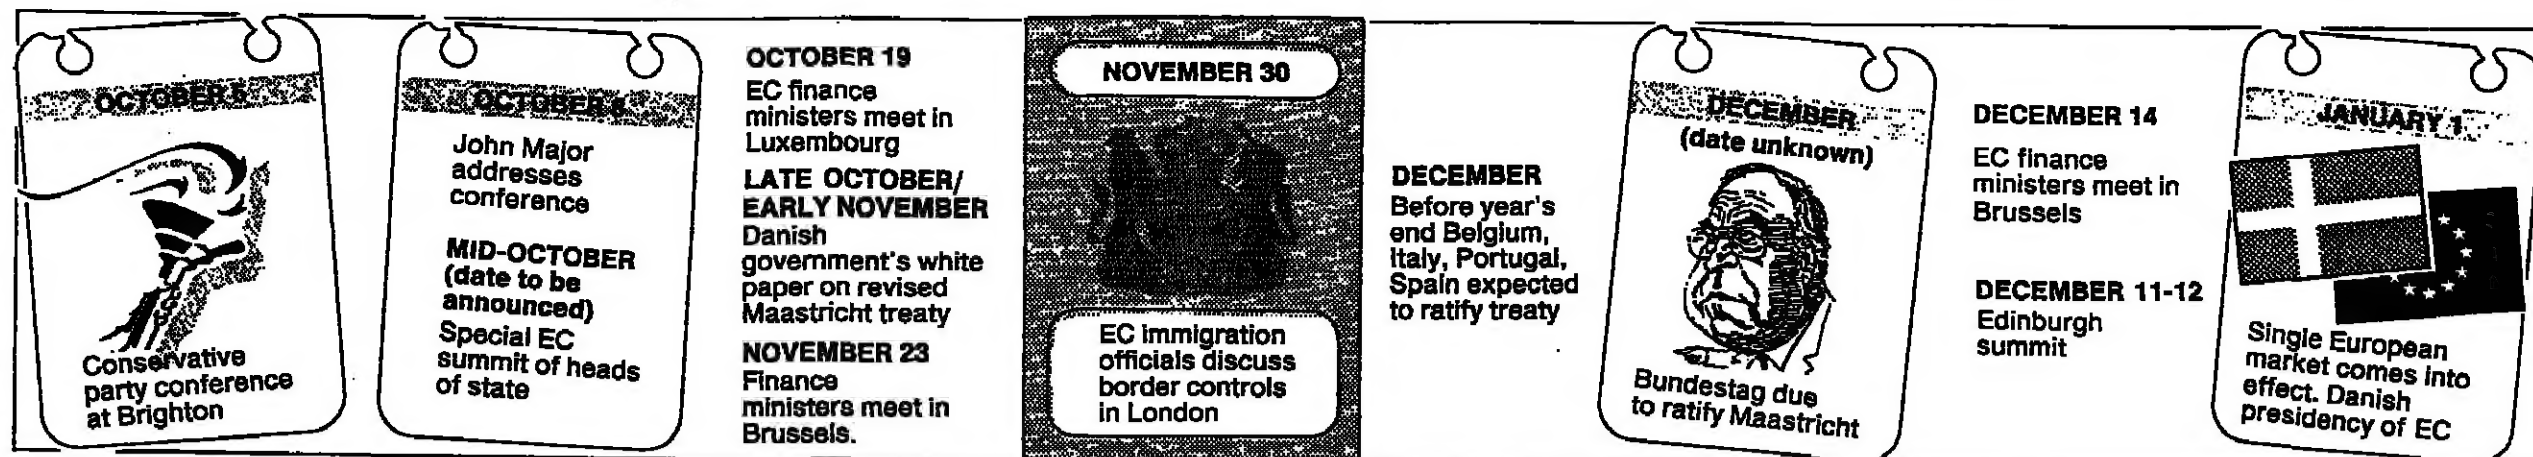 OCTOBER
Conservative
party conference
at Brighton
OCTOBER
John Major
addresses
conference
MID-OCTOBER
(date to be
announced)
Special EC
summit of heads
of state
OCTOBER 19
EC finance
ministers meet in
Luxembourg
LATE OCTOBER/
EARLY NOVEMBER
Danish
government's white
paper on revised
Maastricht treaty
NOVEMBER 23
Finance
ministers meet in
Brussels.
NOVEMBER 30
EC immigration
officials discuss
border controls
in London
DECEMBER
Before year's
end Belgium,
Italy, Portugal,
Spain expected
to ratify treaty
DECEMBER
(date unknown)
Bundestag due
to ratify Maastricht
DECEMBER 14
EC finance
ministers meet in
Brussels
DECEMBER 11-12
Edinburgh
summit
JANUARY 1
Single European
market comes into
effect. Danish
presidency of EC